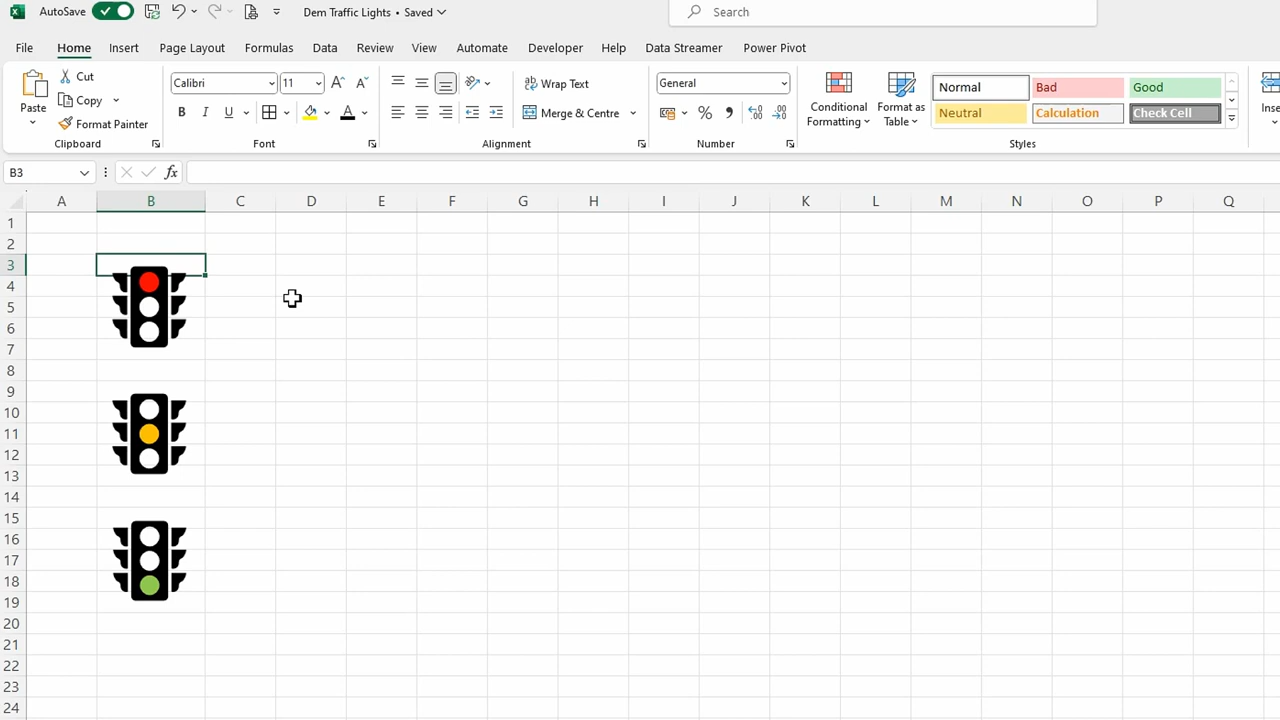 AutoSave Dem Traffic Lights • Saved Search
File Home Insert Page Layout Formulas Data Review View Automate Developer Help Data Streamer Power Pivot
Paste Cut Copy Format Painter
Clipboard
Calibri 11
B I U A
Font
Wrap Text
Merge & Centre
Alignment
General
%
Number
Conditional Formatting
Format as Table
Normal Bad Good
Neutral Calculation Check Cell
Styles
B3 fx
A B C D E F G H I J K L M N O P Q
1
2
3
4
5
6
7
8
9
10
11
12
13
14
15
16
17
18
19
20
21
22
23
24